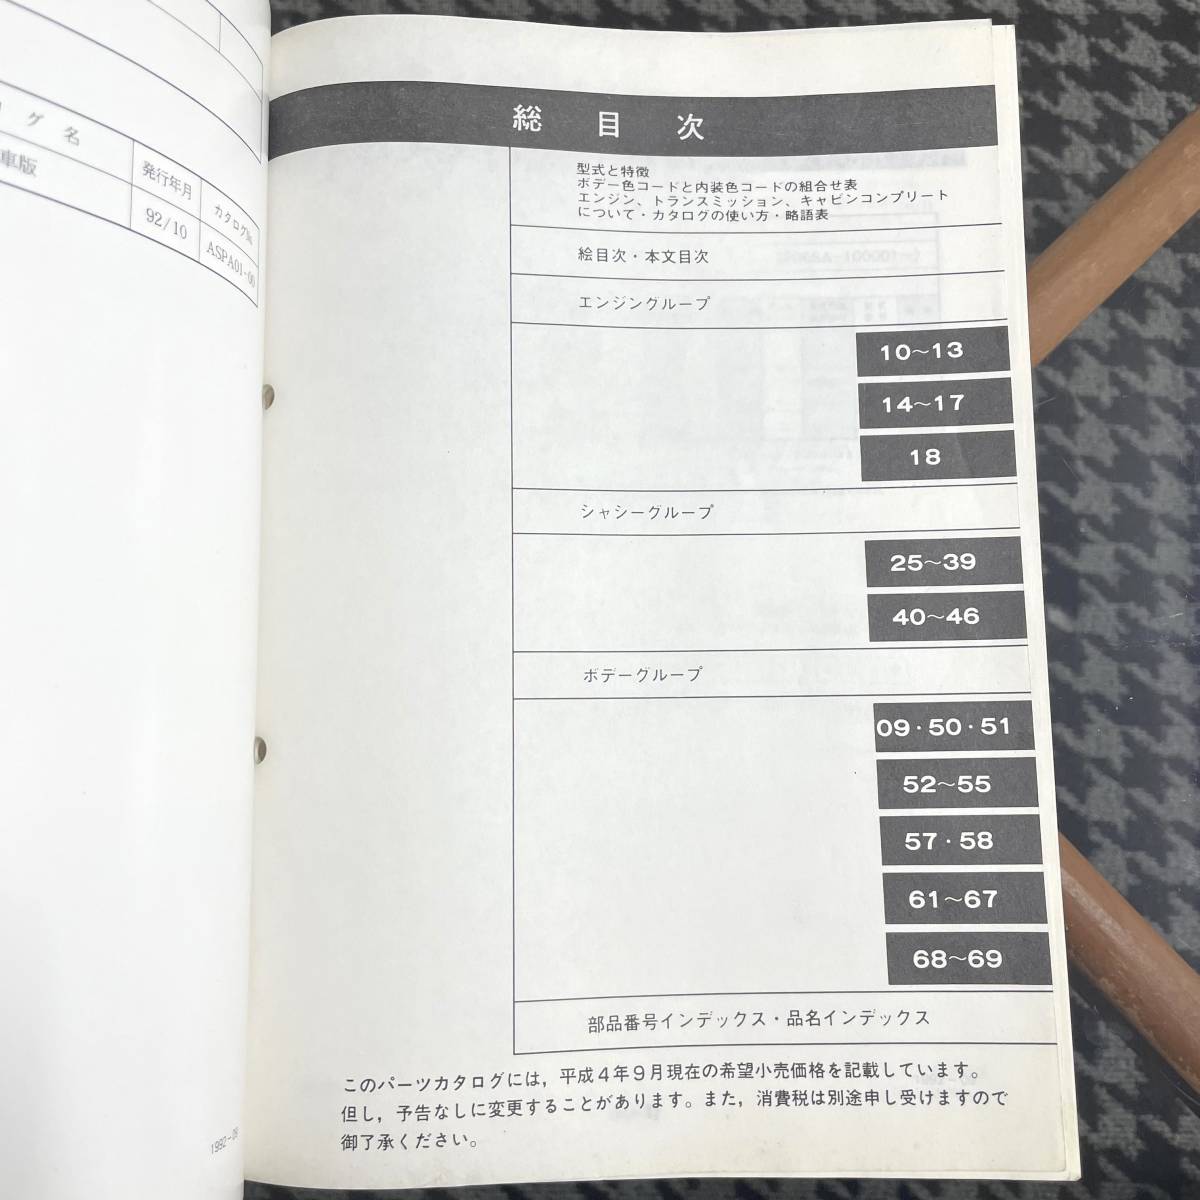 グ名
発行年月
カタログ№
車版
92/10
ASPA01-00
1992-09
総目次
型式と特徴
ボデー色コードと内装色コードの組合せ表
エンジン、トランスミッション、キャビンコンプリート
について・カタログの使い方・略語表
絵目次・本文目次
エンジングループ
10〜13
14〜17
18
シャシーグループ
25〜39
40〜46
ボデーグループ
09・50・51
52〜55
57・58
61〜67
68〜69
部品番号インデックス・品名インデックス
このパーツカタログには，平成4年9月現在の希望小売価格を記載しています。
但し，予告なしに変更することがあります。また，消費税は別途申し受けますので
御了承ください。